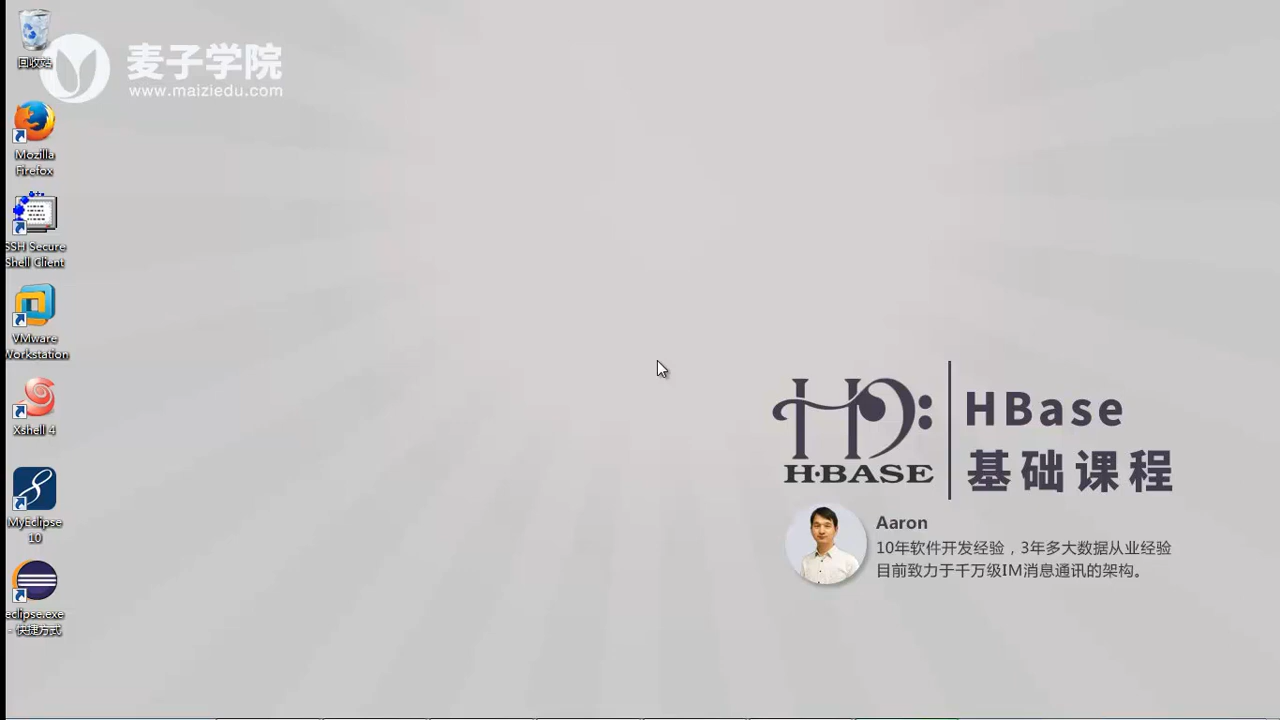 回收站
麦子学院
www.maiziedu.com
Mozilla
Firefox
SSH Secure
Shell Client
VMware
Workstation
Xshell 4
MyEclipse
10
eclipse.exe
- 快捷方式
H·BASE
HBase
基础课程
Aaron
10年软件开发经验，3年多大数据从业经验
目前致力于千万级IM消息通讯的架构。